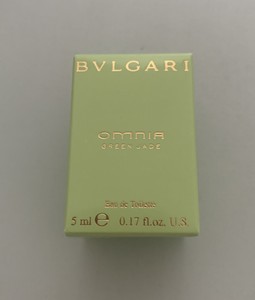 BVLGARI
omnia
GREEN JADE
Eau de Toilette
5 ml e 0.17 fl.oz. U.S.